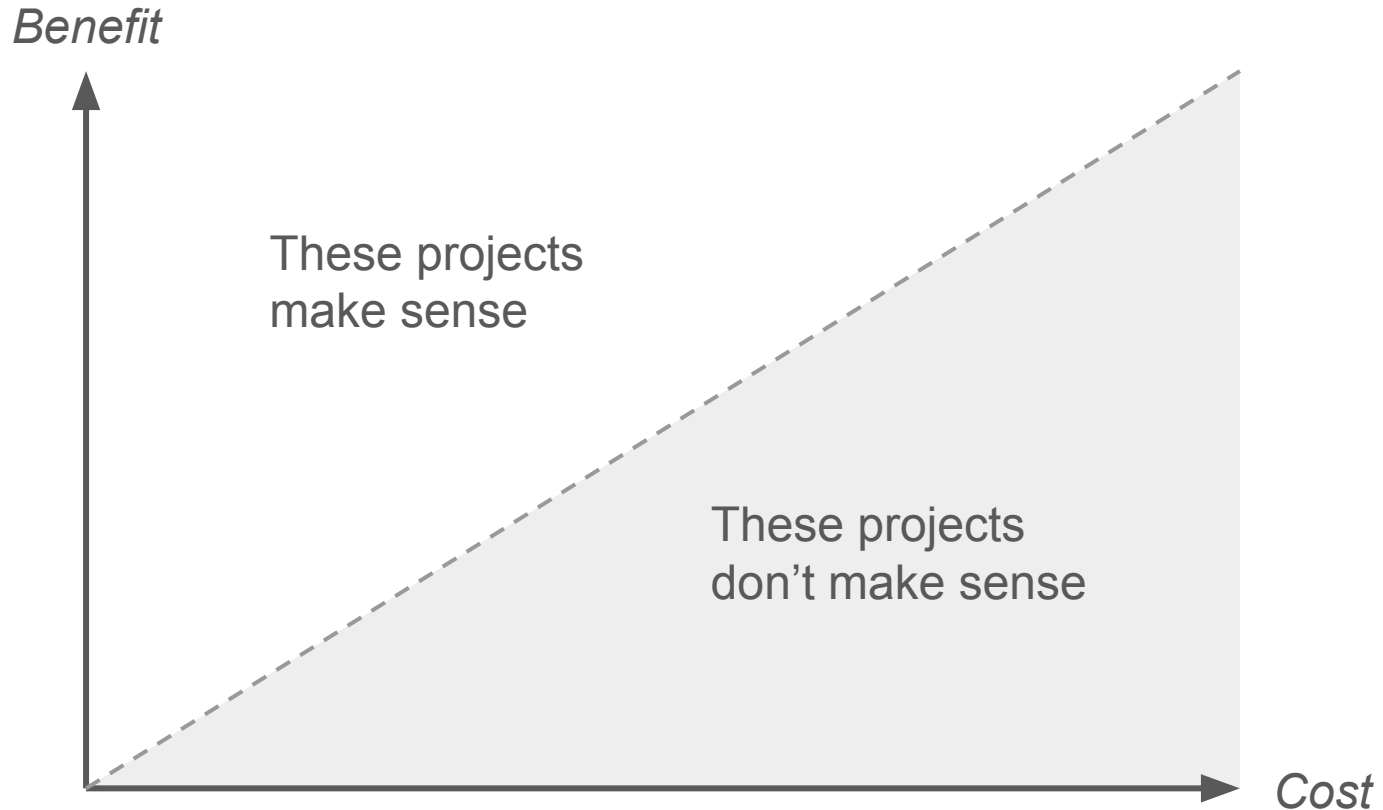 Benefit
These projects
make sense
These projects
don’t make sense
Cost